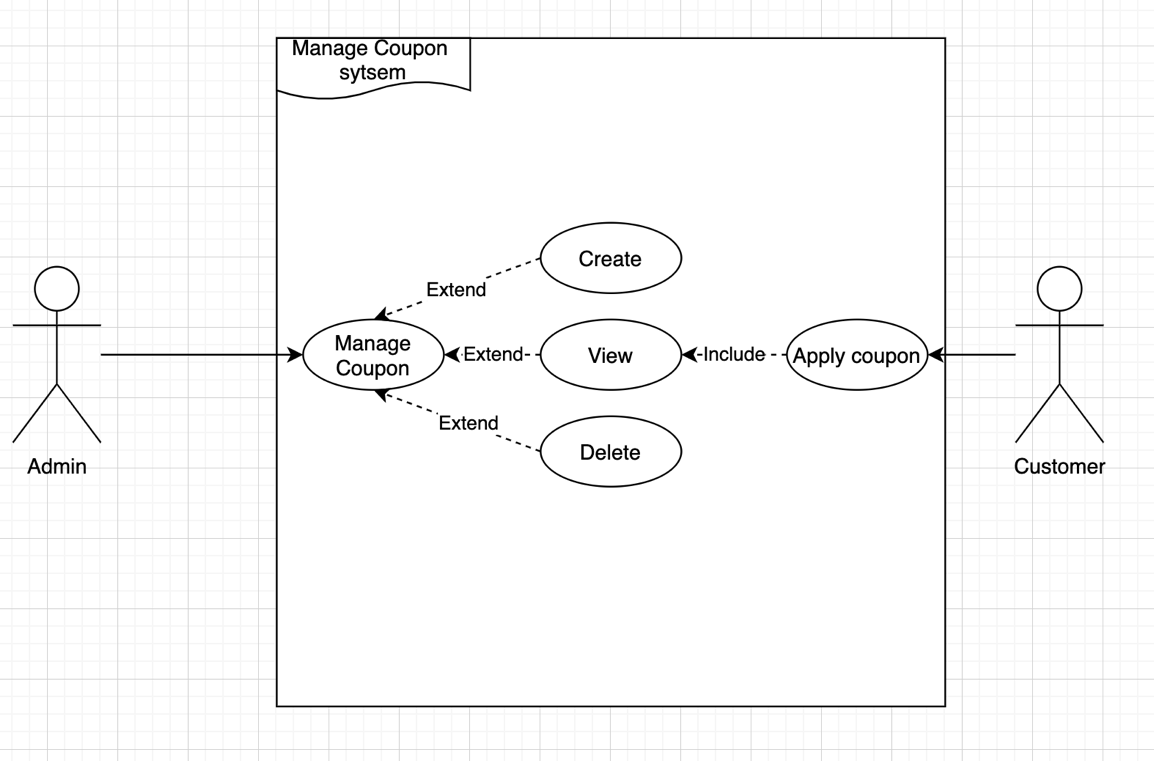 Manage Coupon
sytsem
Create
Extend
Manage
Coupon
Extend
View
Include
Apply coupon
Extend
Delete
Admin
Customer